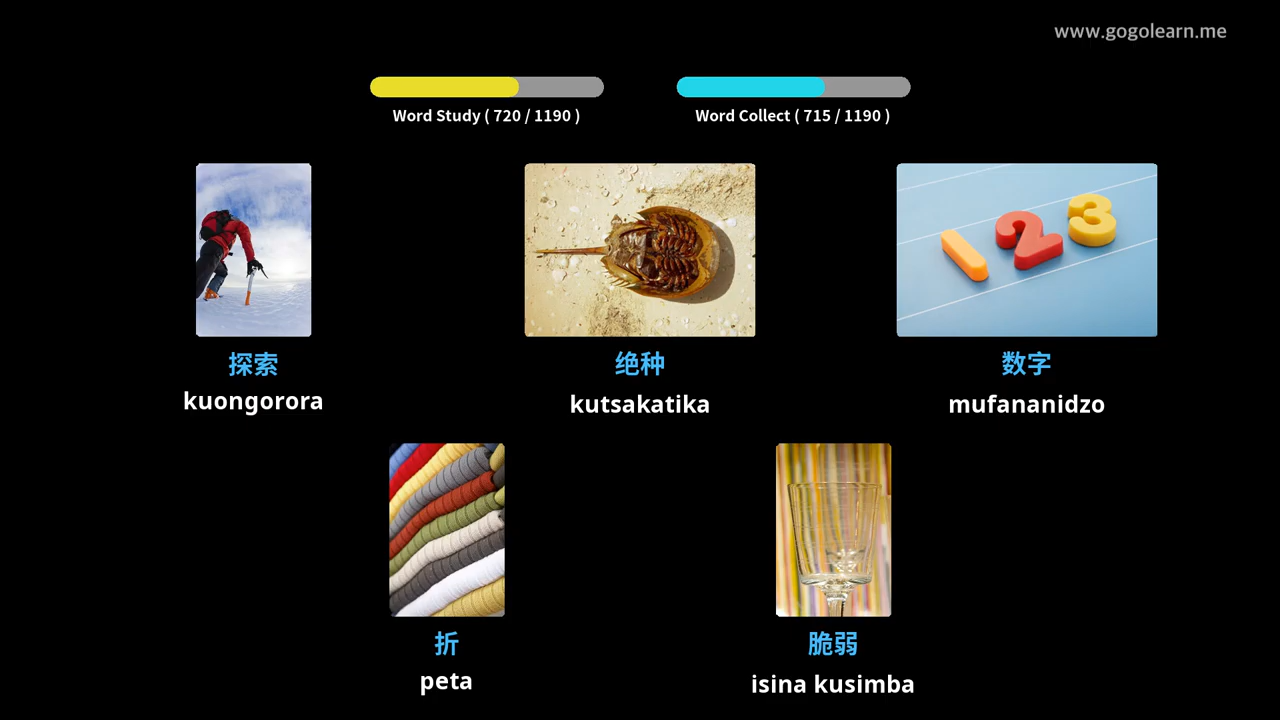 www.gogolearn.me
Word Study ( 720 / 1190 )
Word Collect ( 715 / 1190 )
探索
kuongorora
绝种
kutsakatika
数字
mufananidzo
折
peta
脆弱
isina kusimba